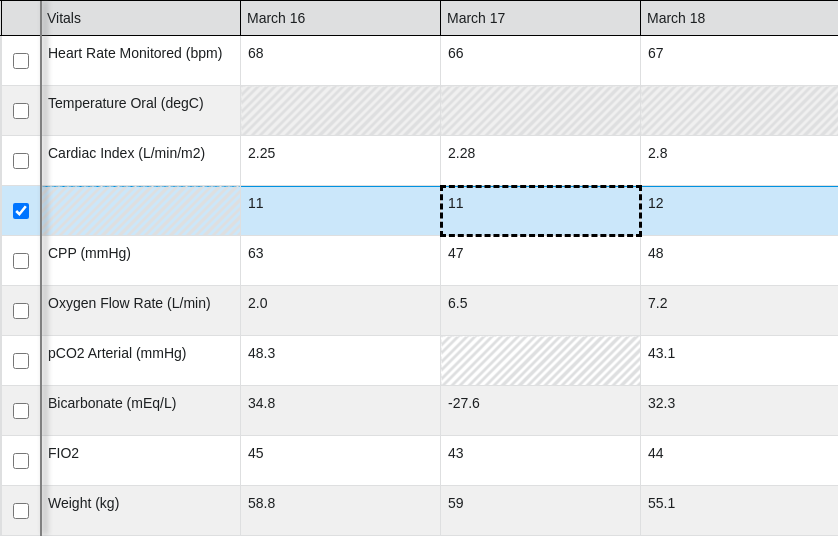 Vitals March 16 March 17 March 18
Heart Rate Monitored (bpm) 68 66 67
Temperature Oral (degC)
Cardiac Index (L/min/m2) 2.25 2.28 2.8
11 11 12
CPP (mmHg) 63 47 48
Oxygen Flow Rate (L/min) 2.0 6.5 7.2
pCO2 Arterial (mmHg) 48.3 43.1
Bicarbonate (mEq/L) 34.8 -27.6 32.3
FIO2 45 43 44
Weight (kg) 58.8 59 55.1